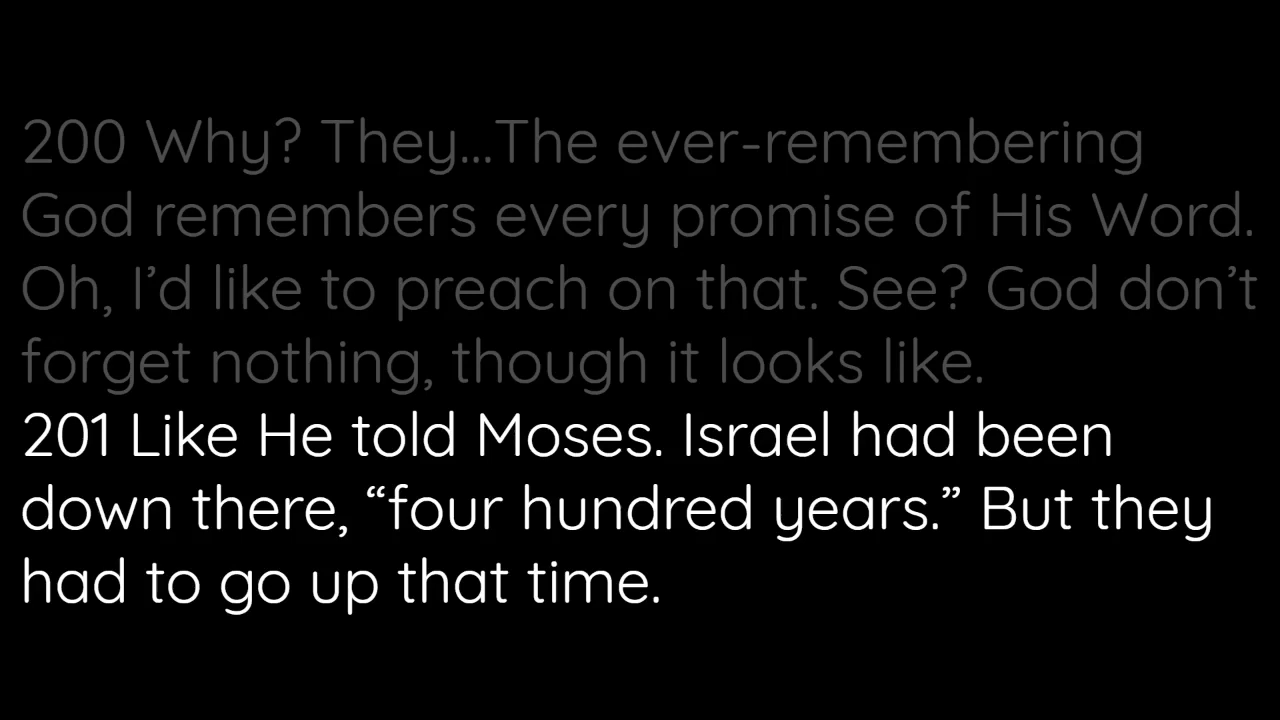 200 Why? They...The ever-remembering
God remembers every promise of His Word.
Oh, I’d like to preach on that. See? God don’t
forget nothing, though it looks like.
201 Like He told Moses. Israel had been
down there, “four hundred years.” But they
had to go up that time.